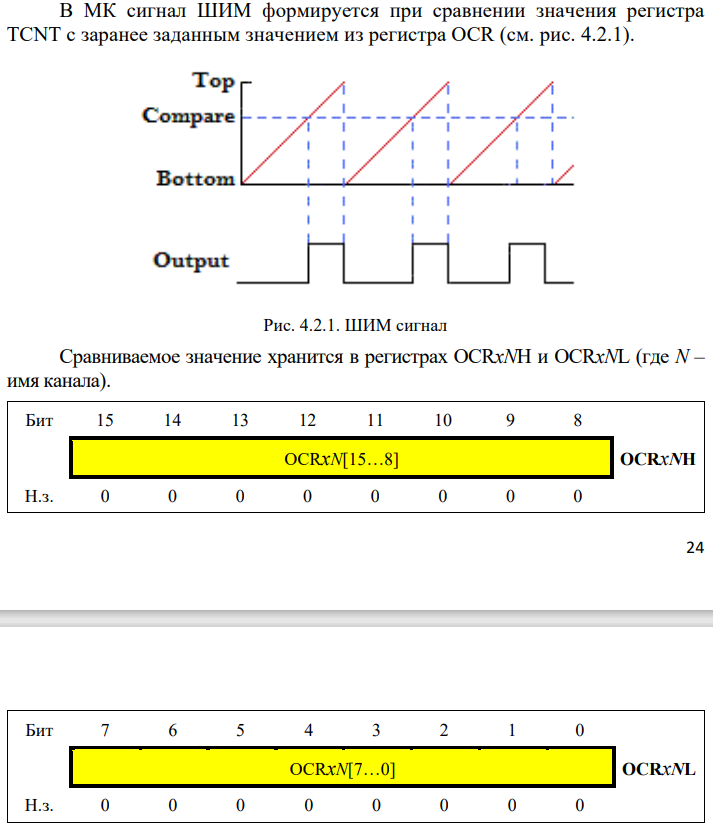 В МК сигнал ШИМ формируется при сравнении значения регистра
TCNT с заранее заданным значением из регистра OCR (см. рис. 4.2.1).
Top
Compare
Bottom
Output
Рис. 4.2.1. ШИМ сигнал
Сравниваемое значение хранится в регистрах OCRxNH и OCRxNL (где N –
имя канала).
Бит 15 14 13 12 11 10 9 8
OCRxN[15…8] OCRxNH
Н.з. 0 0 0 0 0 0 0 0
24
Бит 7 6 5 4 3 2 1 0
OCRxN[7…0] OCRxNL
Н.з. 0 0 0 0 0 0 0 0